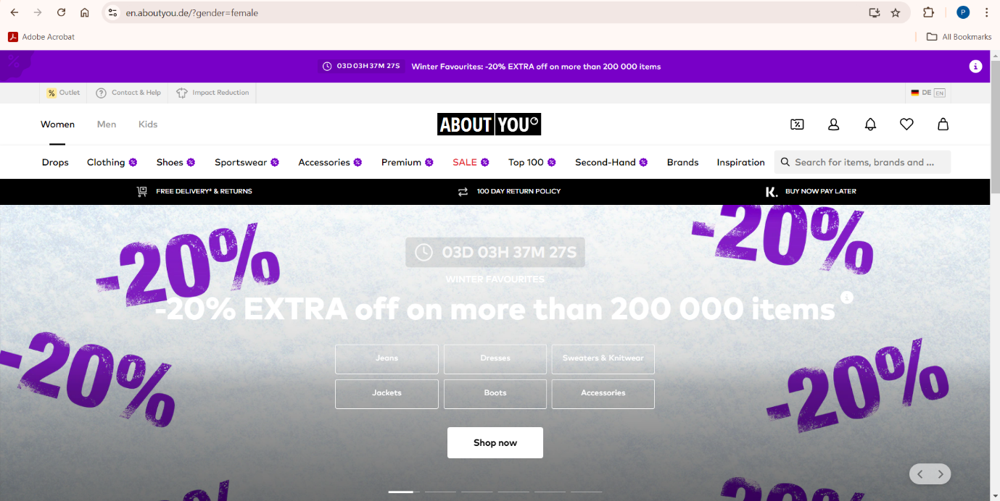 en.aboutyou.de/?gender=female
P
Adobe Acrobat
All Bookmarks
03D 03H 37M 27S Winter Favourites: -20% EXTRA off on more than 200 000 items
% Outlet Contact & Help Impact Reduction DE EN
Women Men Kids
ABOUT YOU
Drops Clothing Shoes Sportswear Accessories Premium SALE Top 100 Second-Hand Brands Inspiration Search for items, brands and ...
FREE DELIVERY* & RETURNS 100 DAY RETURN POLICY K. BUY NOW PAY LATER
-20% -20%
03D 03H 37M 27S
WINTER FAVOURITES
-20% EXTRA off on more than 200 000 items
-20% -20%
Jeans Dresses Sweaters & Knitwear
Jackets Boots Accessories
Shop now